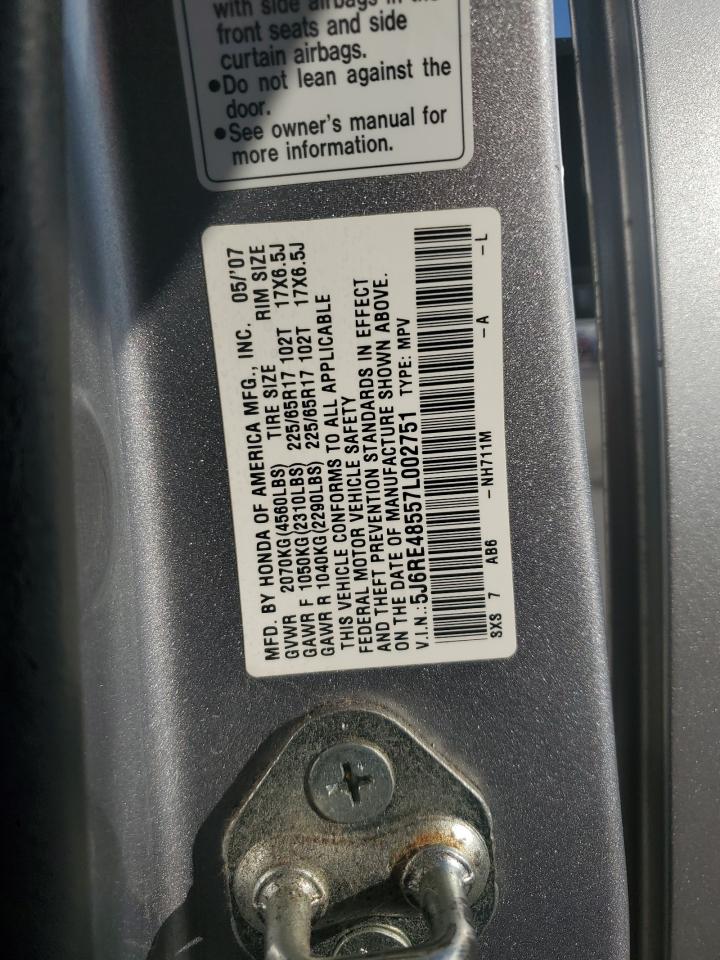 with side airbags in the
front seats and side
curtain airbags.
●Do not lean against the
door.
●See owner's manual for
more information.
MFD. BY HONDA OF AMERICA MFG., INC. 05/'07
GVWR 2070KG(4560LBS) TIRE SIZE RIM SIZE
GAWR F 1050KG(2310LBS) 225/65R17 102T 17X6.5J
GAWR R 1040KG(2290LBS) 225/65R17 102T 17X6.5J
THIS VEHICLE CONFORMS TO ALL APPLICABLE
FEDERAL MOTOR VEHICLE SAFETY
AND THEFT PREVENTION STANDARDS IN EFFECT
ON THE DATE OF MANUFACTURE SHOWN ABOVE.
V.I.N.:5J6RE48557L002751 TYPE: MPV
SXS 7 AB6 -NH711M -A -L